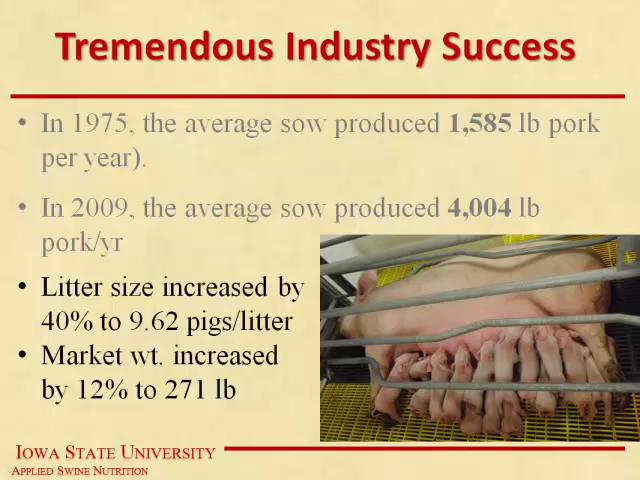 Tremendous Industry Success
• In 1975, the average sow produced 1,585 lb pork
per year).
• In 2009, the average sow produced 4,004 lb
pork/yr
• Litter size increased by
40% to 9.62 pigs/litter
• Market wt. increased
by 12% to 271 lb
IOWA STATE UNIVERSITY
APPLIED SWINE NUTRITION